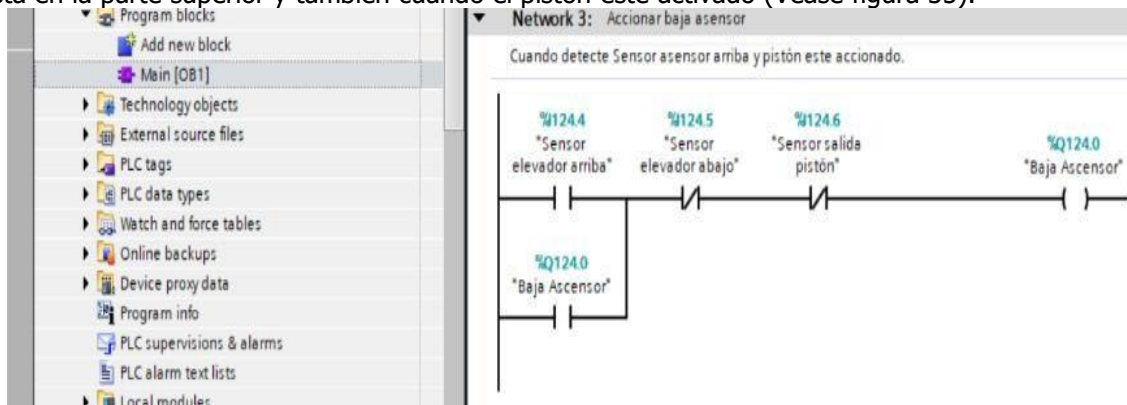 en la parte superior y también cuando el pistón esté activado (Véase figura 35).
Program blocks
Add new block
Main [OB1]
Technology objects
External source files
PLC tags
PLC data types
Watch and force tables
Online backups
Device proxy data
Program info
PLC supervisions & alarms
PLC alarm text lists
Local modules
Network 3: Accionar baja asensor
Cuando detecte Sensor asensor arriba y pistón este accionado.
%I124.4
"Sensor
elevador arriba"
%I124.5
"Sensor
elevador abajo"
%I124.6
"Sensor salida
pistón"
%Q124.0
"Baja Ascensor"
%Q124.0
"Baja Ascensor"